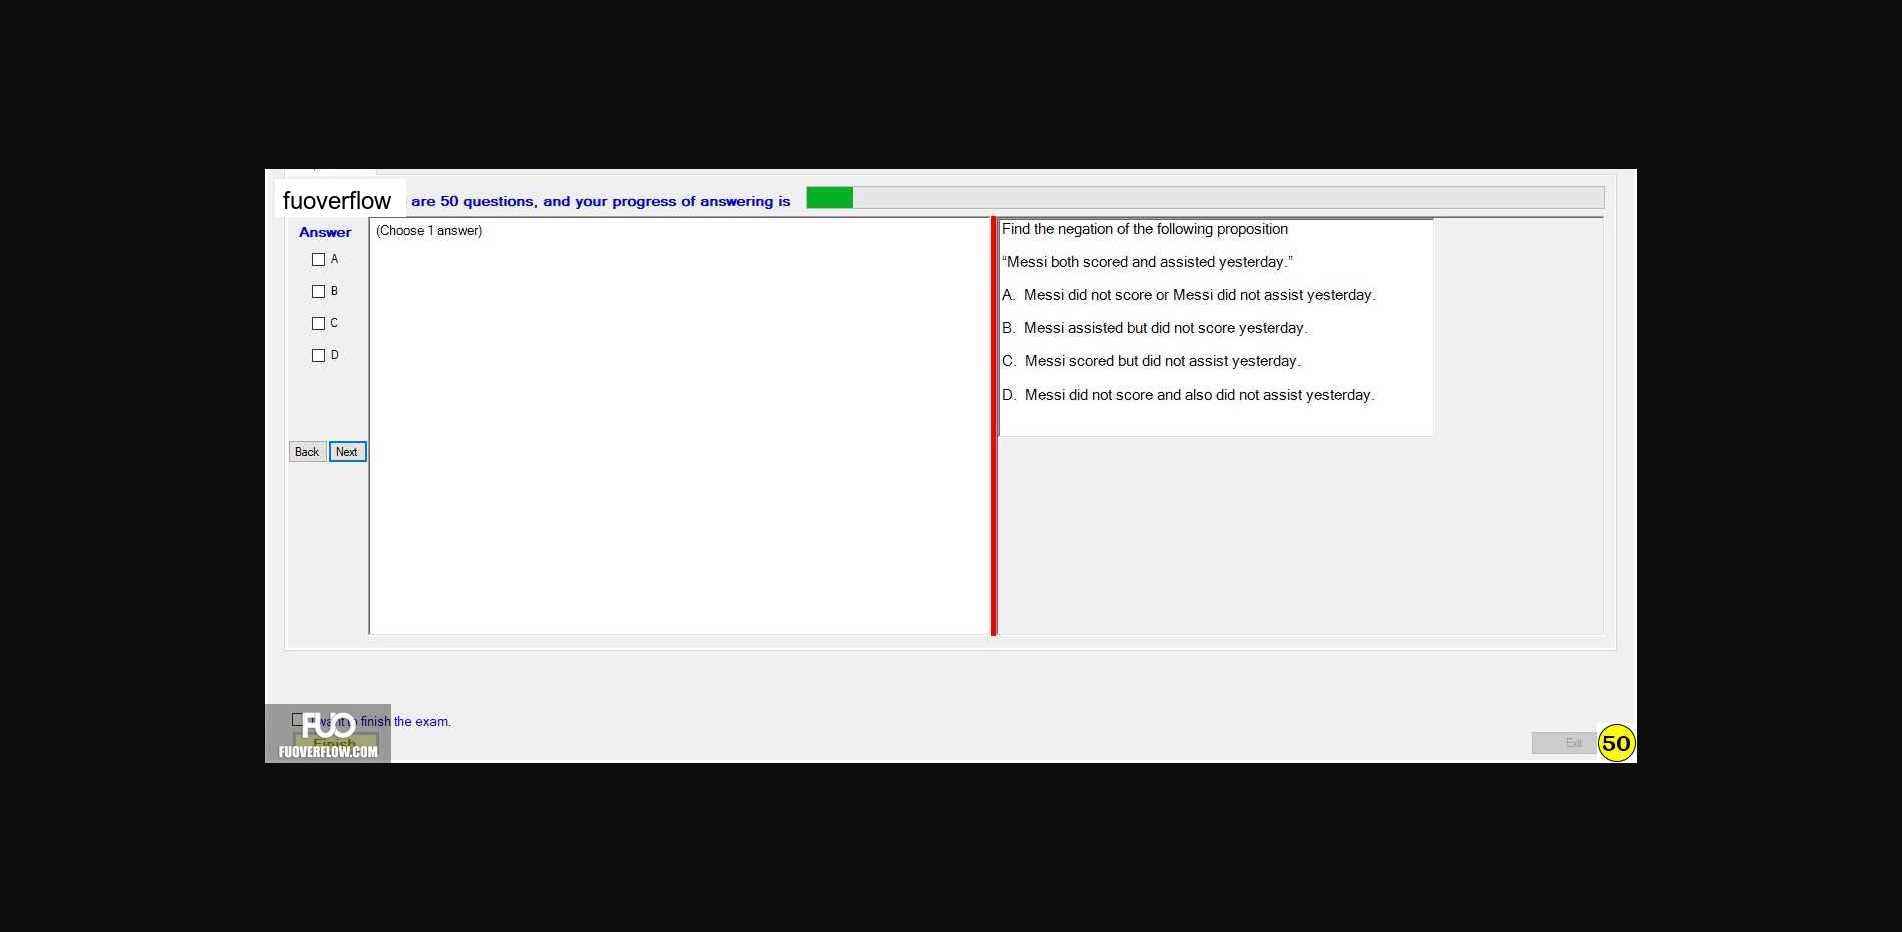 fuoverflow are 50 questions, and your progress of answering is
Answer
A
B
C
D
Back Next
(Choose 1 answer)
Find the negation of the following proposition
“Messi both scored and assisted yesterday.”
A. Messi did not score or Messi did not assist yesterday.
B. Messi assisted but did not score yesterday.
C. Messi scored but did not assist yesterday.
D. Messi did not score and also did not assist yesterday.
I want to finish the exam.
FUO
Finish
FUOVERFLOW.COM
Exit
50